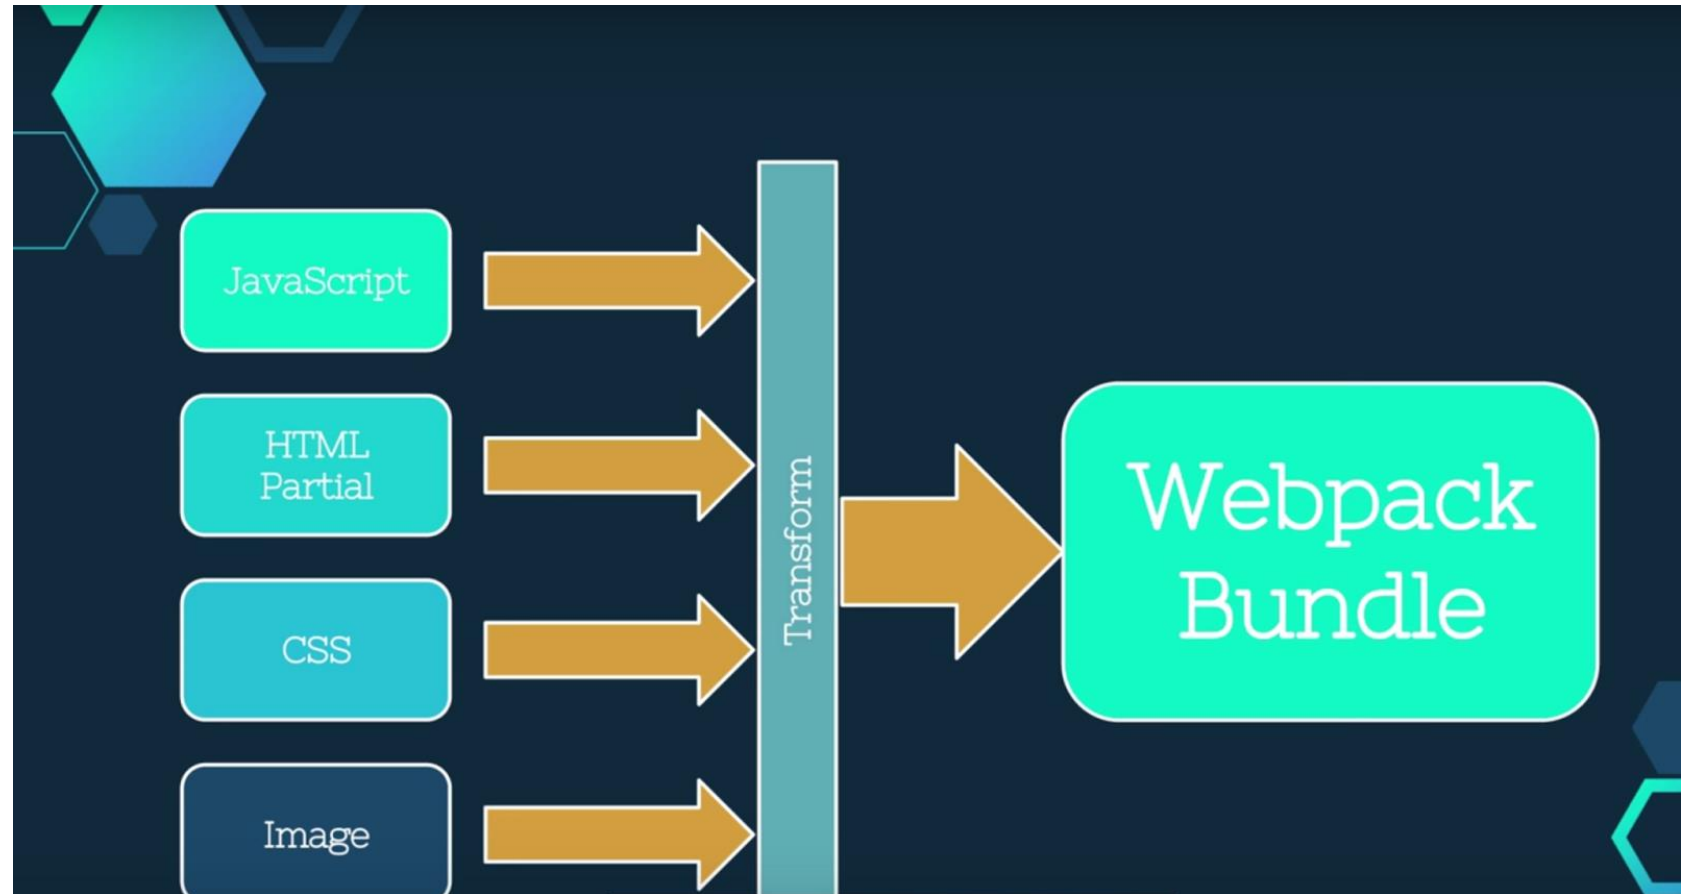 JavaScript
HTML
Partial
CSS
Image
Transform
Webpack
Bundle